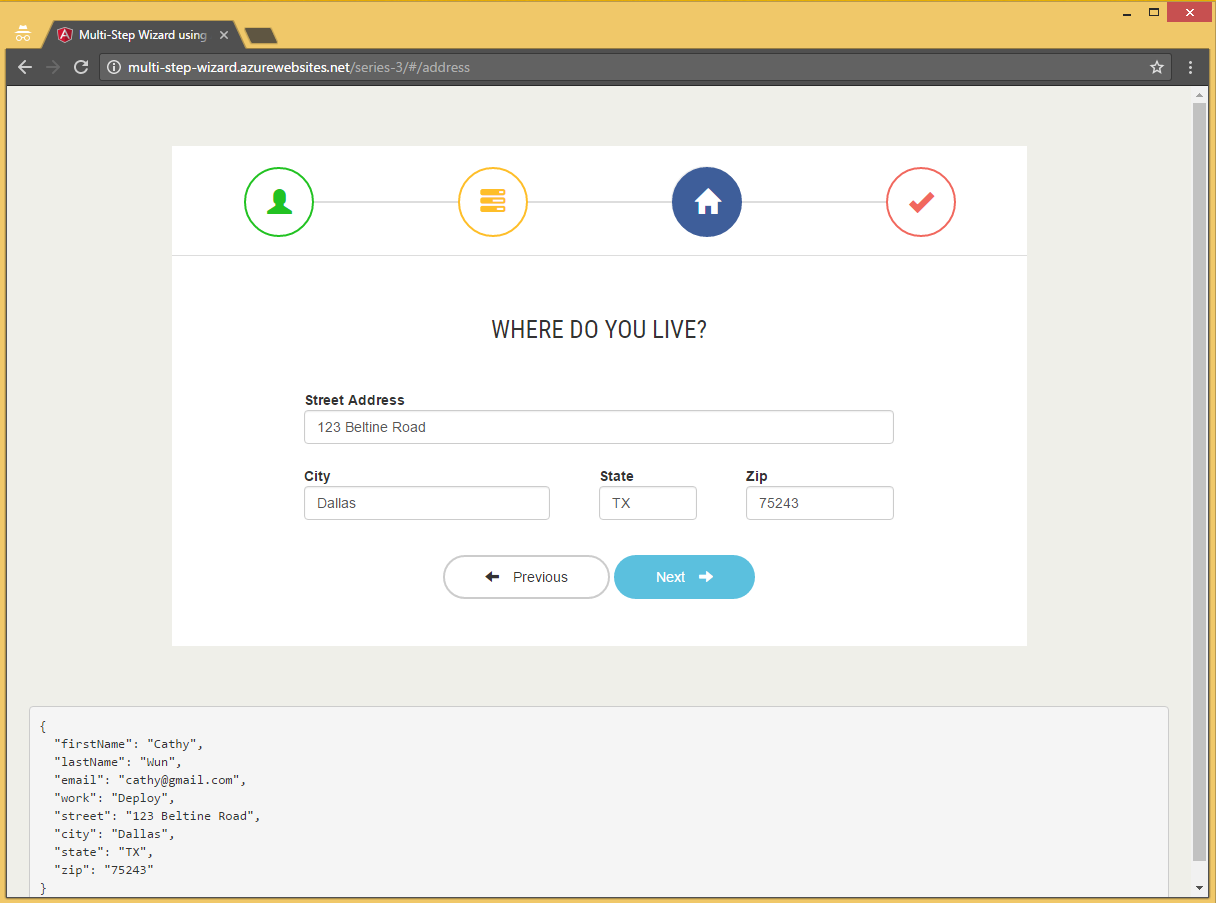 Multi-Step Wizard using
multi-step-wizard.azurewebsites.net/series-3/#/address
WHERE DO YOU LIVE?
Street Address
123 Beltine Road
City State Zip
Dallas TX 75243
Previous Next
{
"firstName": "Cathy",
"lastName": "Wun",
"email": "cathy@gmail.com",
"work": "Deploy",
"street": "123 Beltine Road",
"city": "Dallas",
"state": "TX",
"zip": "75243"
}